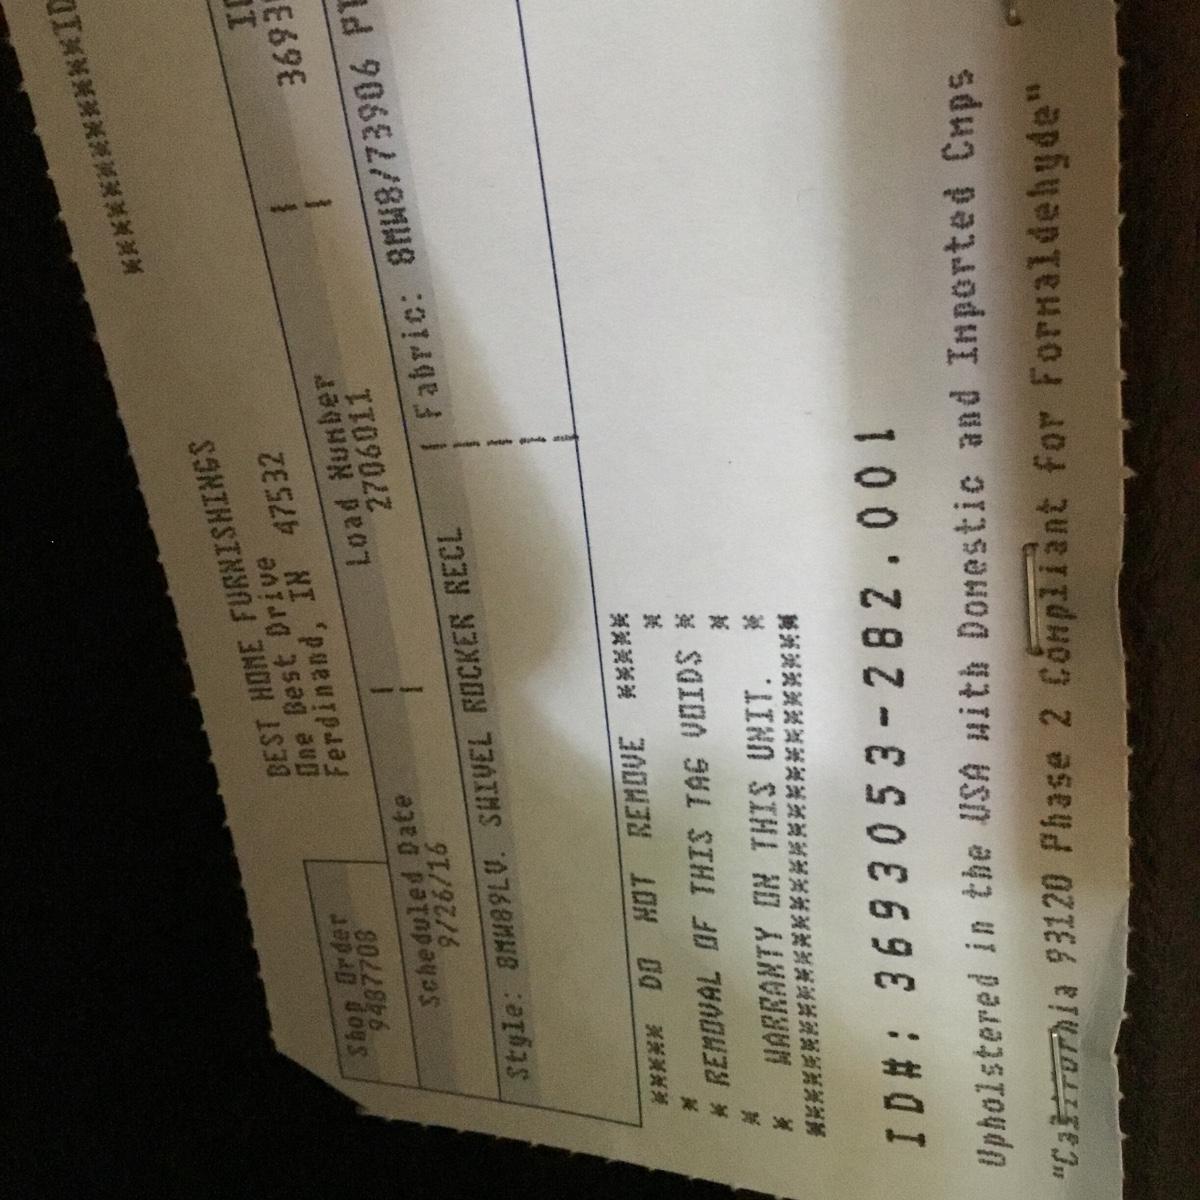 ***************ID
BEST HOME FURNISHINGS
One Best Drive
Ferdinand, IN 47532
Shop Order
9487708
Scheduled Date
9/26/16
Load Number
2706011
3693
Style: 8MW89LV. SWIVEL ROCKER RECL
Fabric: 8MW8/73906
***** DO NOT REMOVE *****
* REMOVAL OF THIS TAG VOIDS *
* WARRANTY ON THIS UNIT. *
ID#: 3693053-282.001
Upholstered in the USA with Domestic and Imported Cmps
"California 93120 Phase 2 Compliant for Formaldehyde"